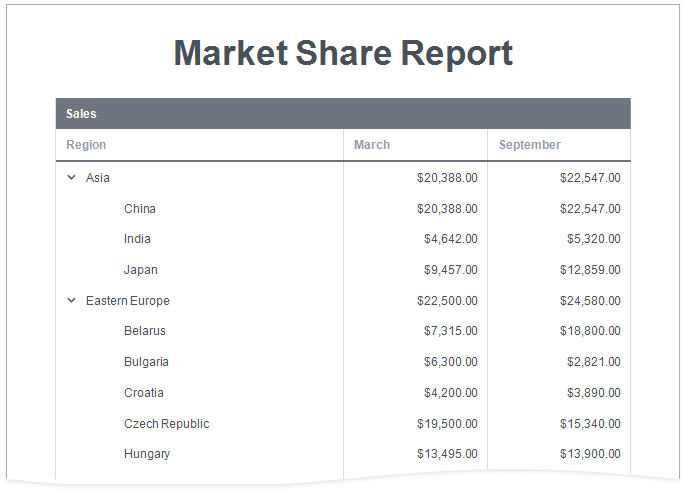 Market Share Report
Sales
Region March September
Asia $20,388.00 $22,547.00
China $20,388.00 $22,547.00
India $4,642.00 $5,320.00
Japan $9,457.00 $12,859.00
Eastern Europe $22,500.00 $24,580.00
Belarus $7,315.00 $18,800.00
Bulgaria $6,300.00 $2,821.00
Croatia $4,200.00 $3,890.00
Czech Republic $19,500.00 $15,340.00
Hungary $13,495.00 $13,900.00